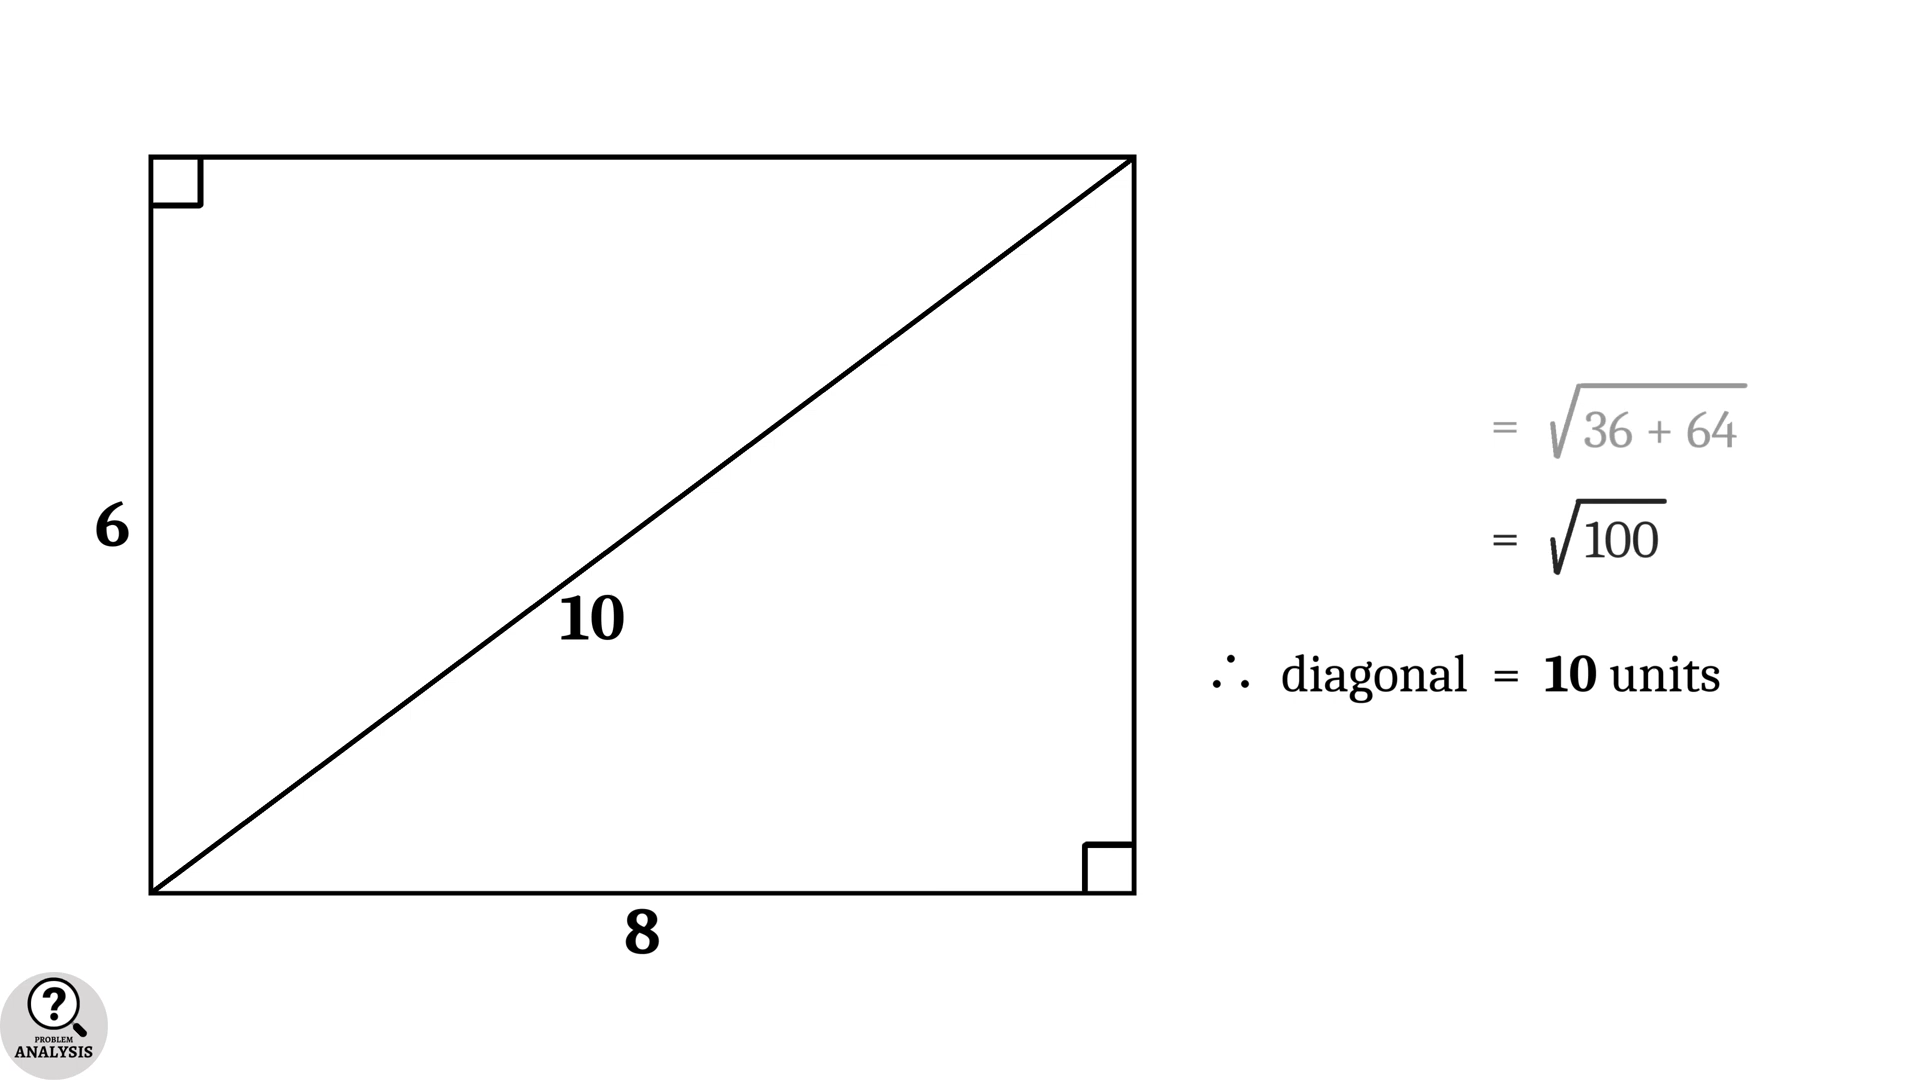 = √36 + 64
= √100
6
10
∴ diagonal = 10 units
8
?
PROBLEM
ANALYSIS